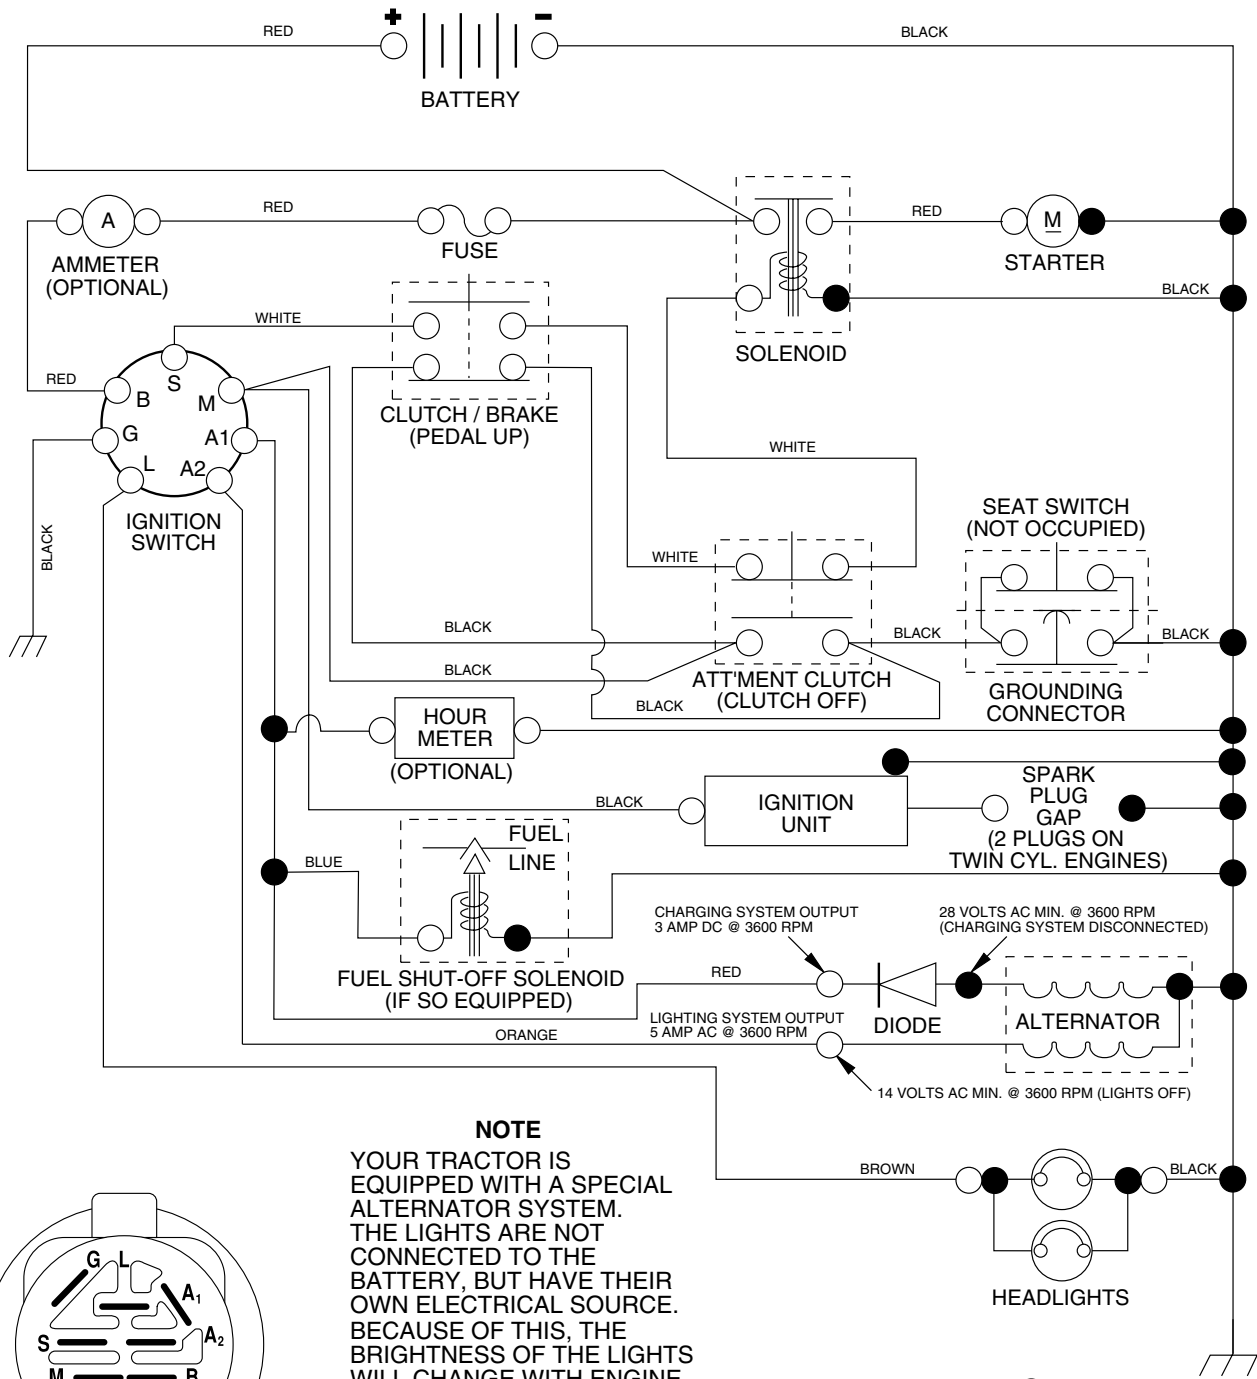 + -
RED
BLACK
BATTERY
A
RED
FUSE
RED
M
STARTER
AMMETER
(OPTIONAL)
BLACK
WHITE
SOLENOID
RED
S
B
M
CLUTCH / BRAKE
(PEDAL UP)
G
A1
L
A2
WHITE
IGNITION
SWITCH
BLACK
SEAT SWITCH
(NOT OCCUPIED)
WHITE
BLACK
BLACK
BLACK
BLACK
ATT'MENT CLUTCH
(CLUTCH OFF)
BLACK
GROUNDING
CONNECTOR
HOUR
METER
(OPTIONAL)
BLACK
IGNITION
UNIT
SPARK
PLUG
GAP
(2 PLUGS ON
TWIN CYL. ENGINES)
FUEL
LINE
BLUE
FUEL SHUT-OFF SOLENOID
(IF SO EQUIPPED)
CHARGING SYSTEM OUTPUT
3 AMP DC @ 3600 RPM
28 VOLTS AC MIN. @ 3600 RPM
(CHARGING SYSTEM DISCONNECTED)
RED
DIODE
ALTERNATOR
LIGHTING SYSTEM OUTPUT
5 AMP AC @ 3600 RPM
ORANGE
14 VOLTS AC MIN. @ 3600 RPM (LIGHTS OFF)
BROWN
BLACK
HEADLIGHTS
NOTE
YOUR TRACTOR IS
EQUIPPED WITH A SPECIAL
ALTERNATOR SYSTEM.
THE LIGHTS ARE NOT
CONNECTED TO THE
BATTERY, BUT HAVE THEIR
OWN ELECTRICAL SOURCE.
BECAUSE OF THIS, THE
BRIGHTNESS OF THE LIGHTS
WILL CHANGE WITH ENGINE
G L
A1
S
A2
M
B